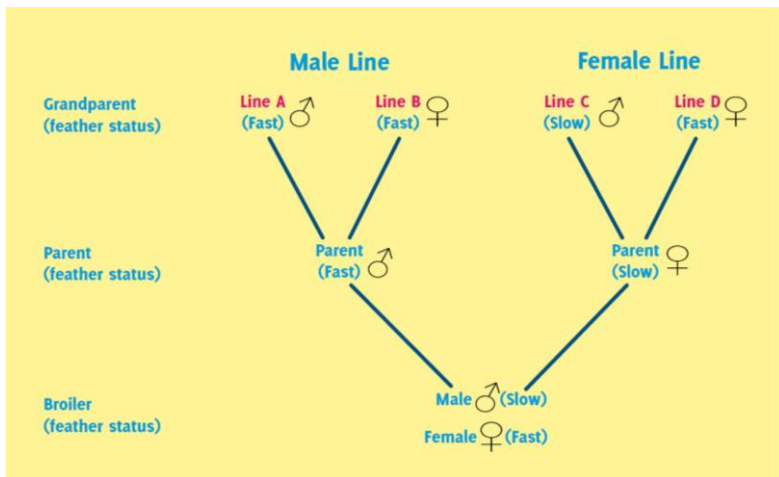 Male Line
Female Line
Grandparent
(feather status)
Line A
(Fast)
Line B
(Fast)
Line C
(Slow)
Line D
(Fast)
Parent
(feather status)
Parent
(Fast)
Parent
(Slow)
Broiler
(feather status)
Male ♂ (Slow)
Female ♀ (Fast)